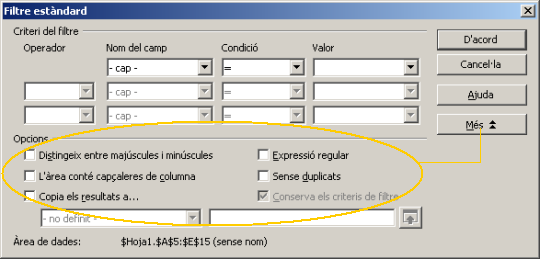 Filtre estàndard
Criteri del filtre
Operador Nom del camp Condició Valor
- cap - =
- cap - =
- cap - =
D'acord
Cancel·la
Ajuda
Més
Opcions
Distingeix entre majúscules i minúscules Expressió regular
L'àrea conté capçaleres de columna Sense duplicats
Copia els resultats a... Conserva els criteris de filtre
- no definit -
Àrea de dades: $Hoja1.$A$5:$E$15 (sense nom)